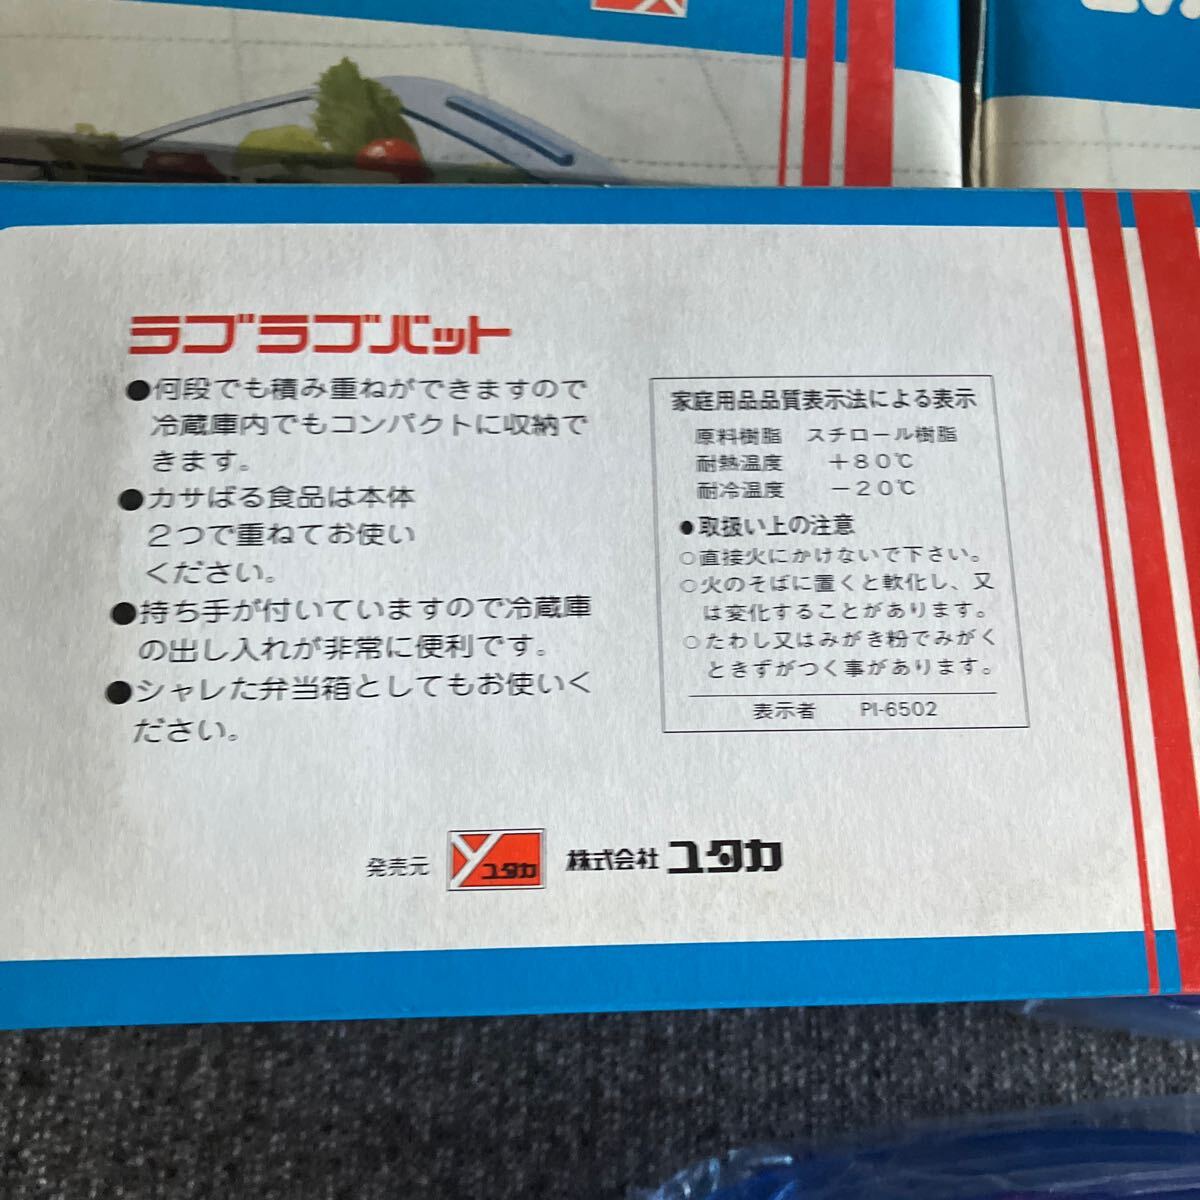 ラブラブバット
●何段でも積み重ねができますので
冷蔵庫内でもコンパクトに収納で
きます。
●カサばる食品は本体
2つで重ねてお使い
ください。
●持ち手が付いていますので冷蔵庫
の出し入れが非常に便利です。
●シャレた弁当箱としてもお使いく
ださい。
家庭用品品質表示法による表示
原料樹脂 スチロール樹脂
耐熱温度 +80℃
耐冷温度 −20℃
●取扱い上の注意
○直接火にかけないで下さい。
○火のそばに置くと軟化し、又
は変化することがあります。
○たわし又はみがき粉でみがく
ときずがつく事があります。
表示者 PI-6502
発売元 Y ユタカ 株式会社 ユタカ